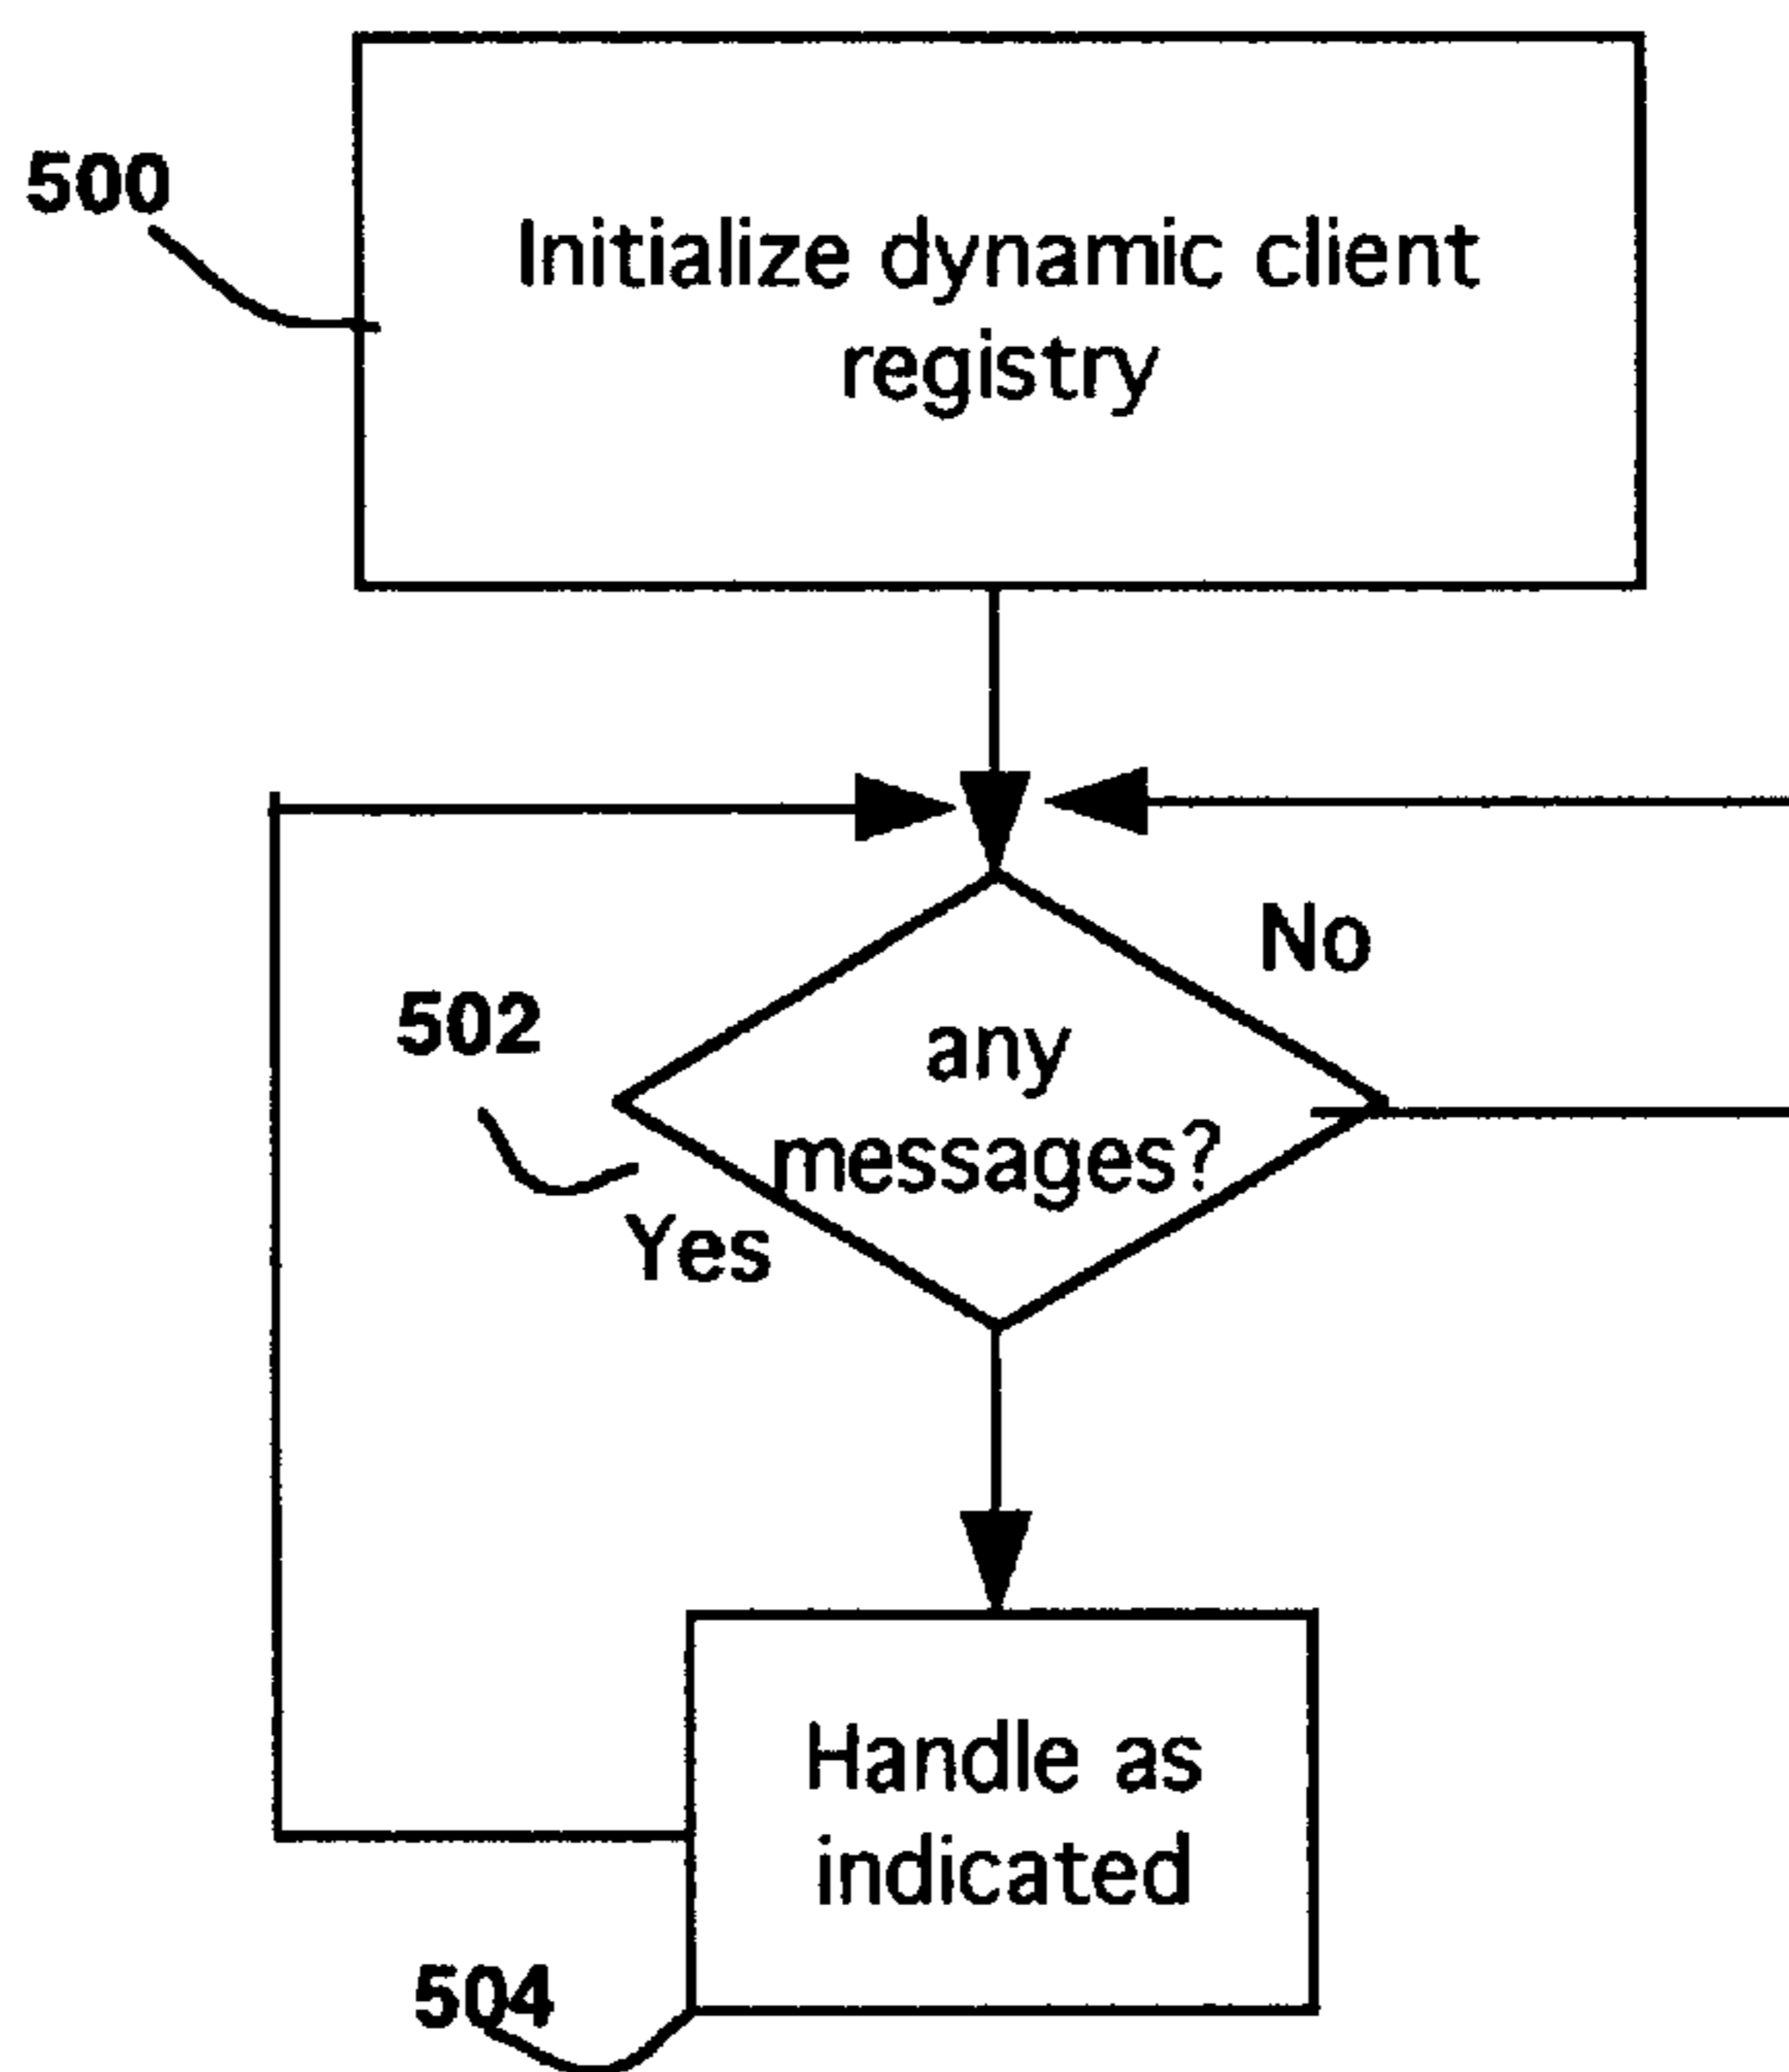 500
Initialize dynamic client
registry
No
502
any
messages?
Yes
Handle as
indicated
504